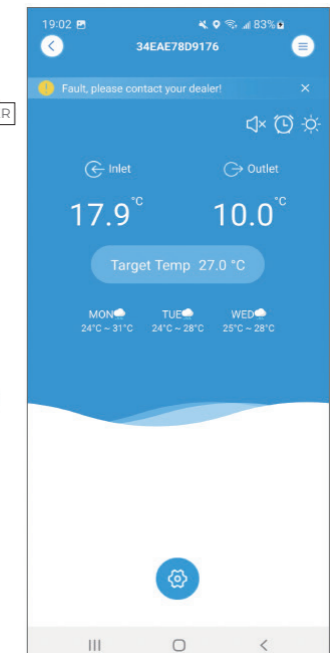 19:02 83%
34EAE78D9176
Fault, please contact your dealer!
R
Inlet Outlet
17.9°C 10.0°C
Target Temp 27.0 °C
MON TUE WED
24°C ~ 31°C 24°C ~ 28°C 25°C ~ 28°C